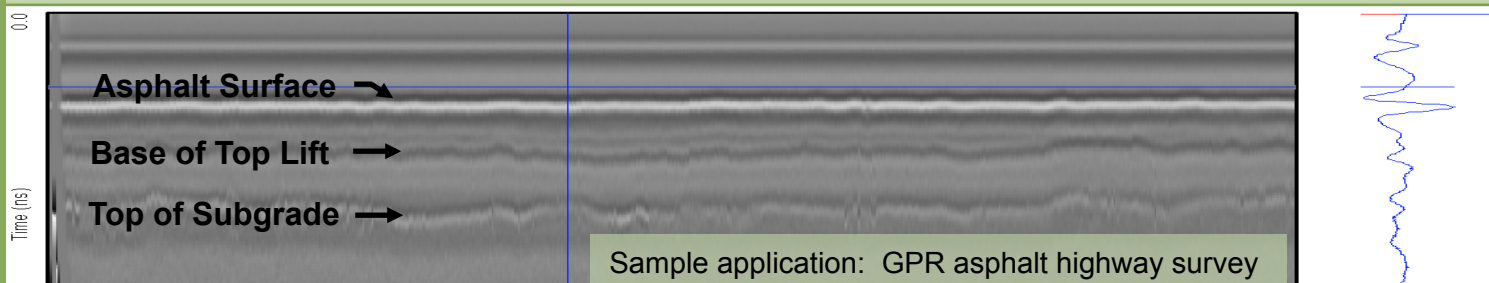 0.0
Asphalt Surface
Base of Top Lift
Time (ns)
Top of Subgrade
Sample application: GPR asphalt highway survey